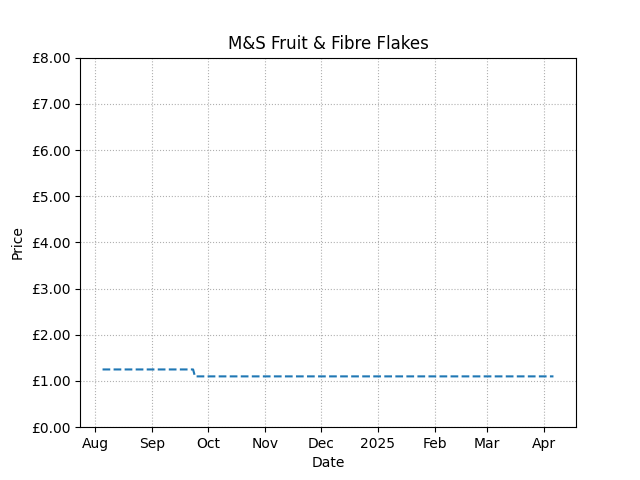 M&S Fruit & Fibre Flakes
£8.00
£7.00
£6.00
£5.00
£4.00
£3.00
£2.00
£1.00
£0.00
Price
Aug Sep Oct Nov Dec 2025 Feb Mar Apr
Date